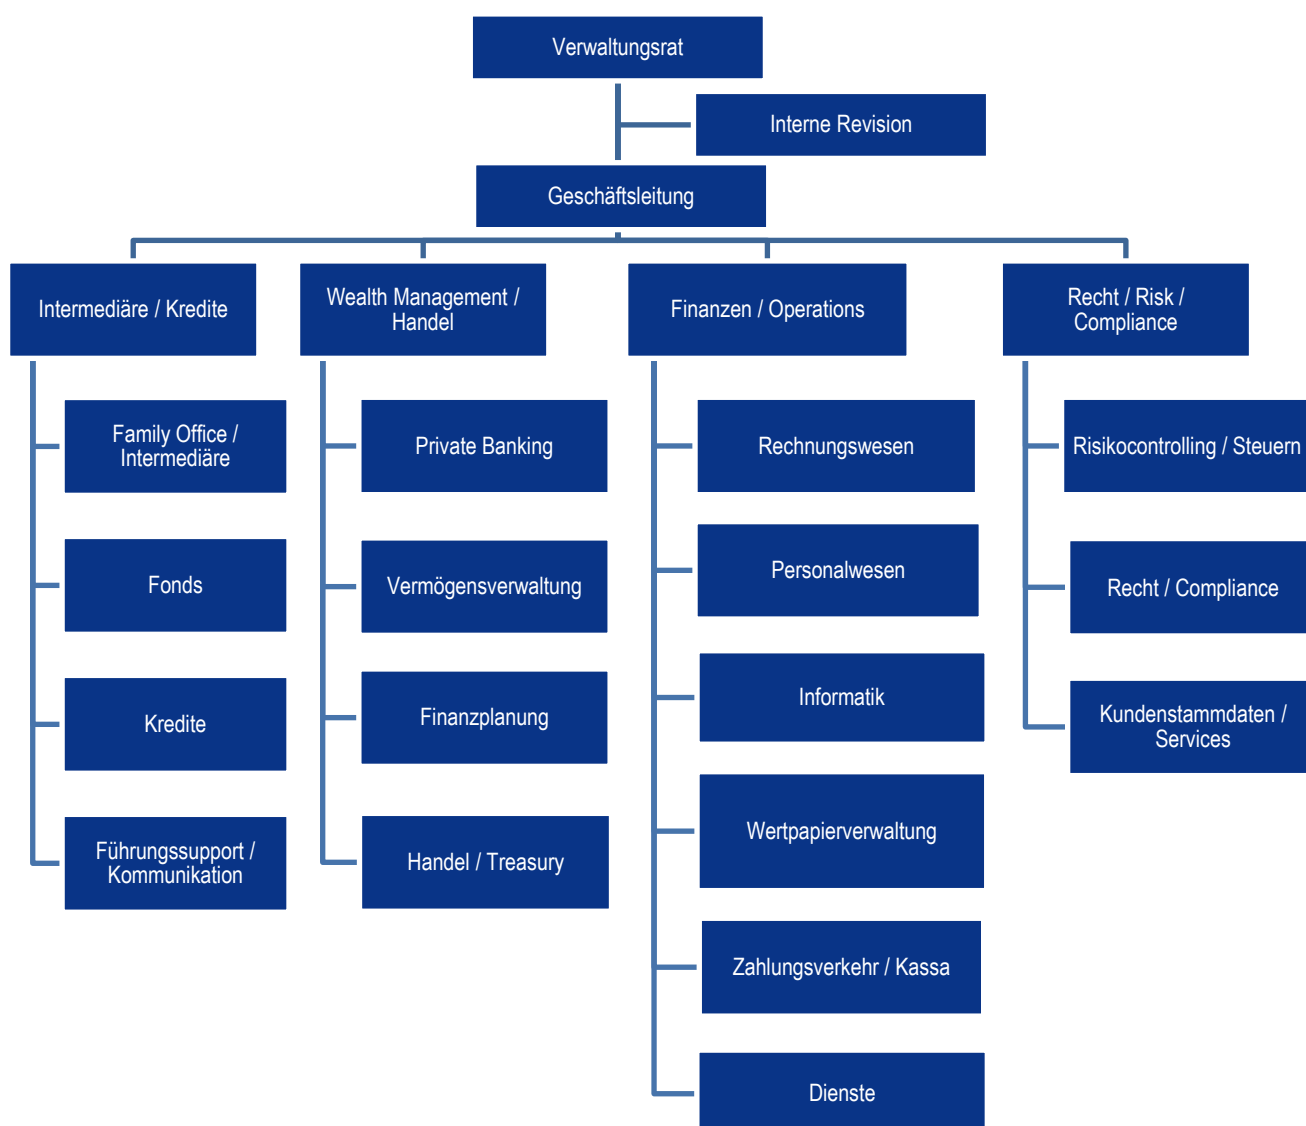 Verwaltungsrat
Interne Revision
Geschäftsleitung
Intermediäre / Kredite
Wealth Management /
Handel
Finanzen / Operations
Recht / Risk /
Compliance
Family Office /
Intermediäre
Fonds
Kredite
Führungssupport /
Kommunikation
Private Banking
Vermögensverwaltung
Finanzplanung
Handel / Treasury
Rechnungswesen
Personalwesen
Informatik
Wertpapierverwaltung
Zahlungsverkehr / Kassa
Dienste
Risikocontrolling / Steuern
Recht / Compliance
Kundenstammdaten /
Services